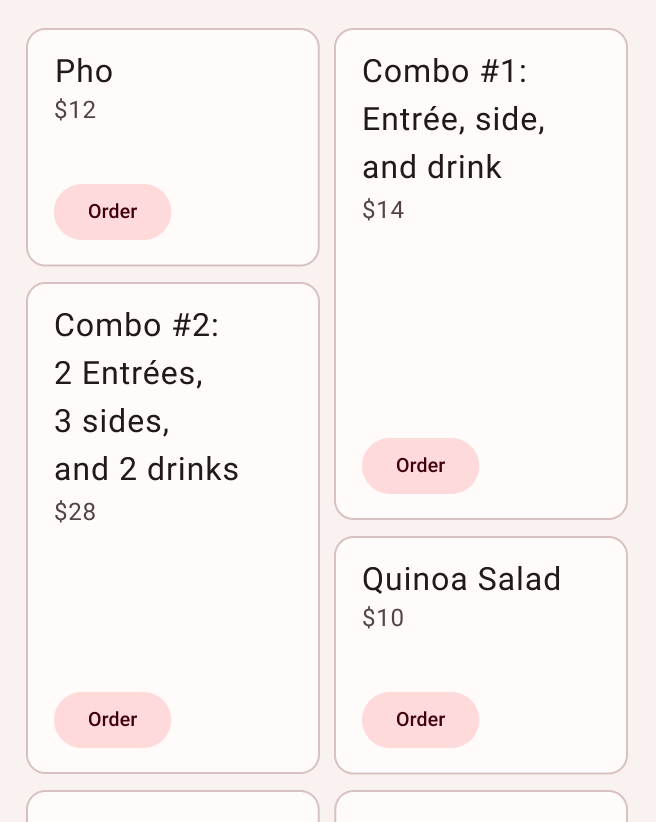 Pho
$12
Order
Combo #1:
Entrée, side,
and drink
$14
Order
Combo #2:
2 Entrées,
3 sides,
and 2 drinks
$28
Order
Quinoa Salad
$10
Order